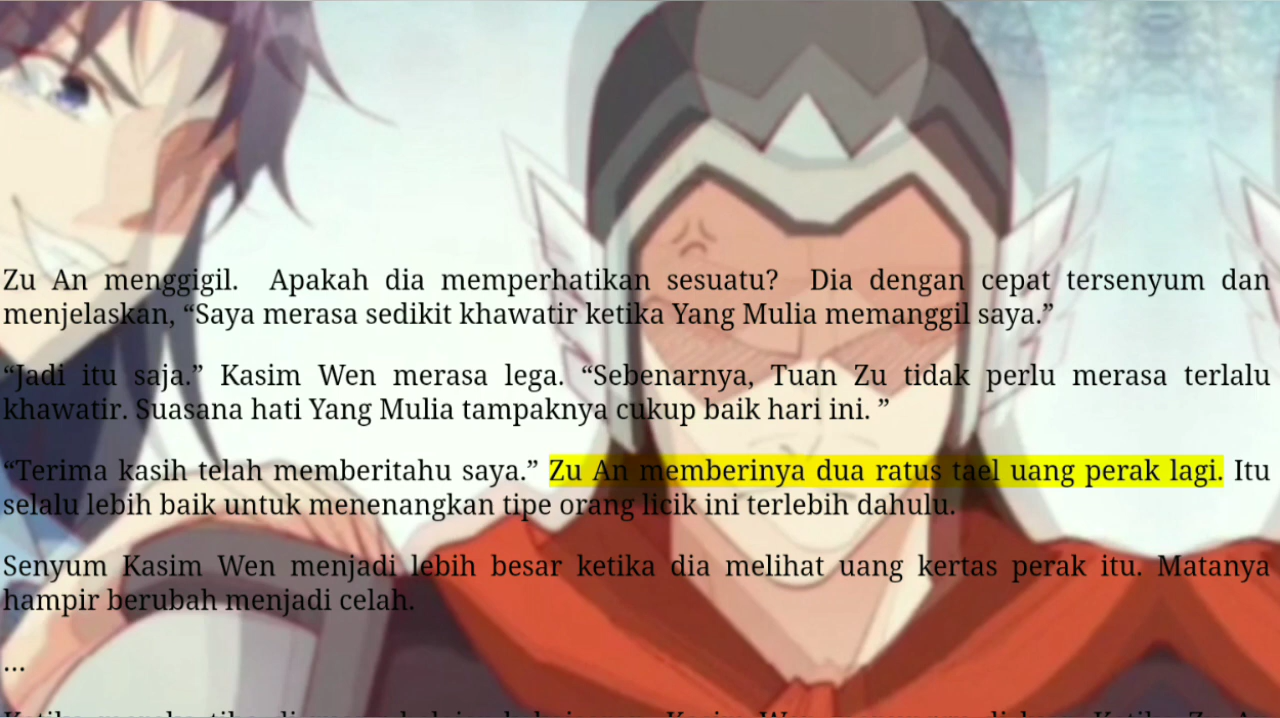 Zu An menggigil.  Apakah dia memperhatikan sesuatu?  Dia dengan cepat tersenyum dan
menjelaskan, “Saya merasa sedikit khawatir ketika Yang Mulia memanggil saya.”
“Jadi itu saja.” Kasim Wen merasa lega. “Sebenarnya, Tuan Zu tidak perlu merasa terlalu
khawatir. Suasana hati Yang Mulia tampaknya cukup baik hari ini. ”
“Terima kasih telah memberitahu saya.” Zu An memberinya dua ratus tael uang perak lagi. Itu
selalu lebih baik untuk menenangkan tipe orang licik ini terlebih dahulu.
Senyum Kasim Wen menjadi lebih besar ketika dia melihat uang kertas perak itu. Matanya
hampir berubah menjadi celah.
…